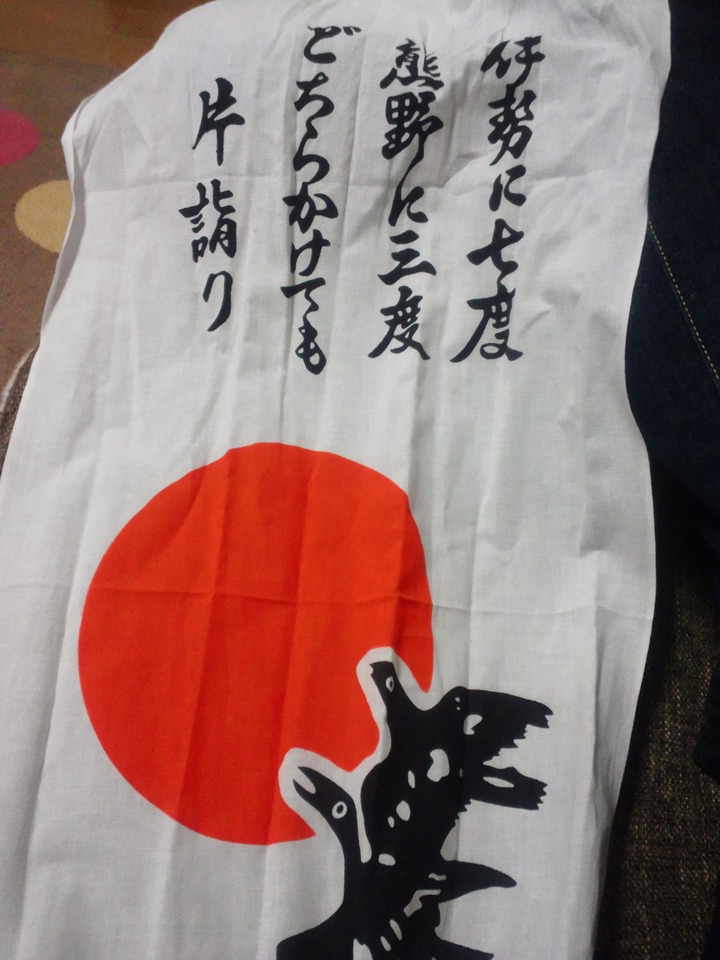 伊勢に七度
熊野に三度
どちらかけても
片詣り